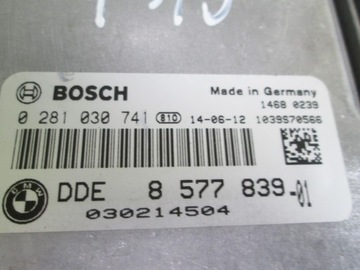 BOSCH
Made in Germany
1468 0239
0 281 030 741 810 14-06-12 1039S70566
BMW
DDE 8 577 839-01
030214504